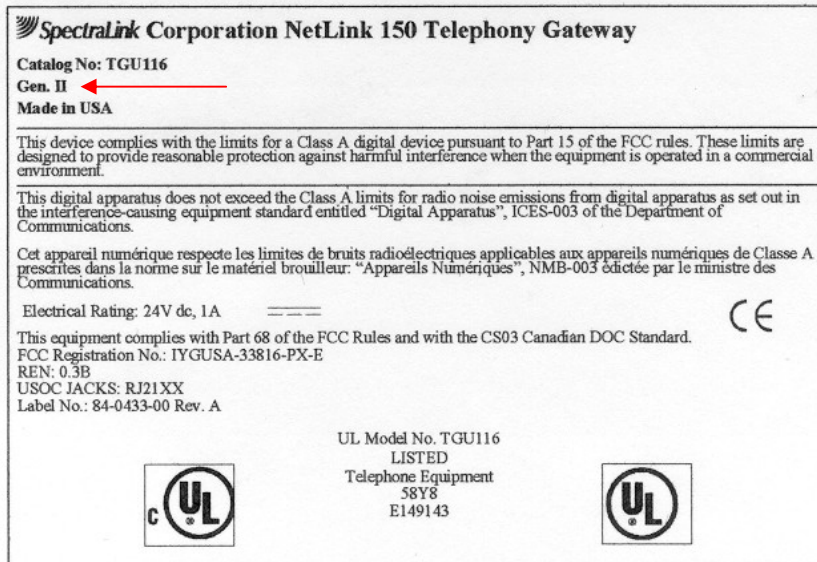 SpectraLink Corporation NetLink 150 Telephony Gateway
Catalog No: TGU116
Gen. II
Made in USA
This device complies with the limits for a Class A digital device pursuant to Part 15 of the FCC rules. These limits are
designed to provide reasonable protection against harmful interference when the equipment is operated in a commercial
environment.
This digital apparatus does not exceed the Class A limits for radio noise emissions from digital apparatus as set out in
the interference-causing equipment standard entitled “Digital Apparatus”, ICES-003 of the Department of
Communications.
Cet appareil numérique respecte les limites de bruits radioélectriques applicables aux appareils numériques de Classe A
prescrites dans la norme sur le matériel brouilleur: “Appareils Numériques”, NMB-003 édictée par le ministre des
Communications.
Electrical Rating: 24V dc, 1A
CE
This equipment complies with Part 68 of the FCC Rules and with the CS03 Canadian DOC Standard.
FCC Registration No.: IYGUSA-33816-PX-E
REN: 0.3B
USOC JACKS: RJ21XX
Label No.: 84-0433-00 Rev. A
UL Model No. TGU116
LISTED
Telephone Equipment
58Y8
E149143
C UL ®
UL ®